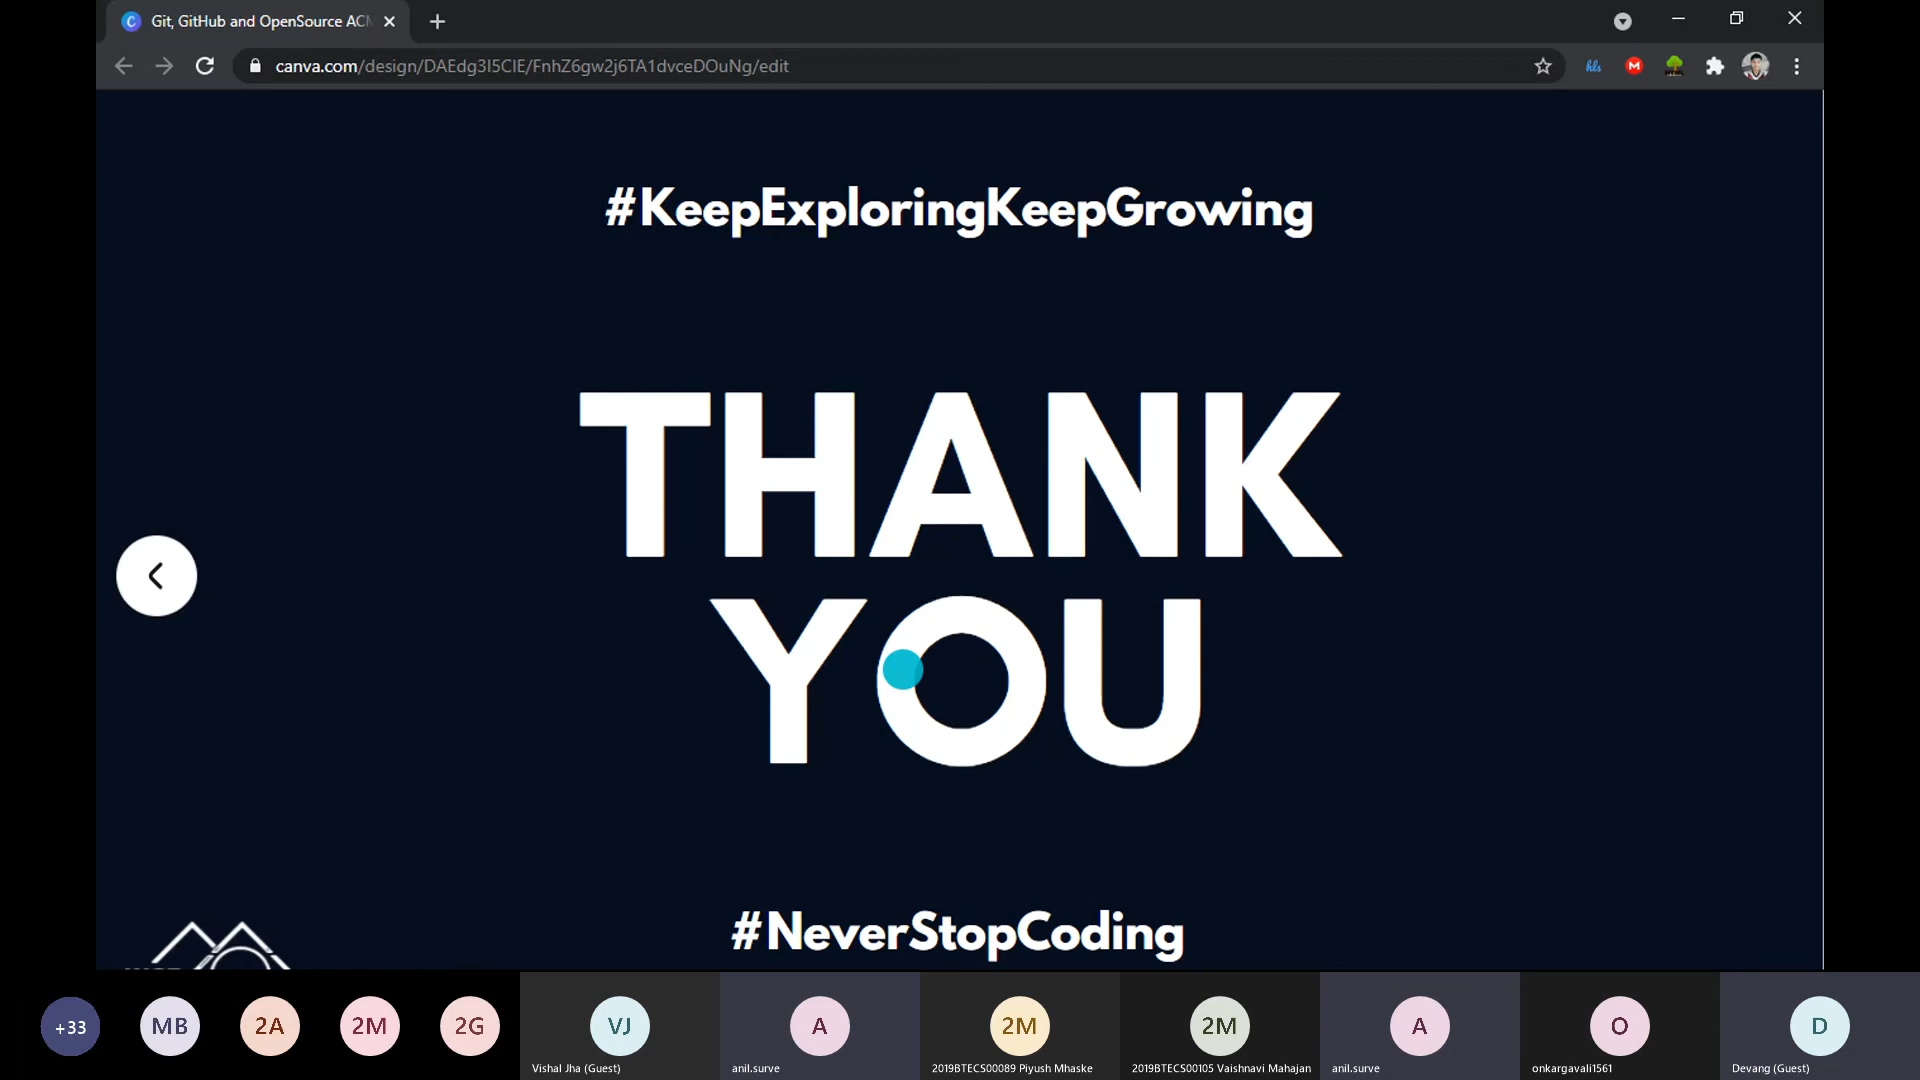 Git, GitHub and OpenSource ACM
canva.com/design/DAEdg3I5CIE/FnhZ6gw2j6TA1dvceDOuNg/edit
hls
M
#KeepExploringKeepGrowing
THANK
YOU
#NeverStopCoding
+33
MB
2A
2M
2G
VJ
A
2M
2M
A
O
D
Vishal Jha (Guest)
anil.surve
2019BTECS00089 Piyush Mhaske
2019BTECS00105 Vaishnavi Mahajan
anil.surve
onkargavali1561
Devang (Guest)